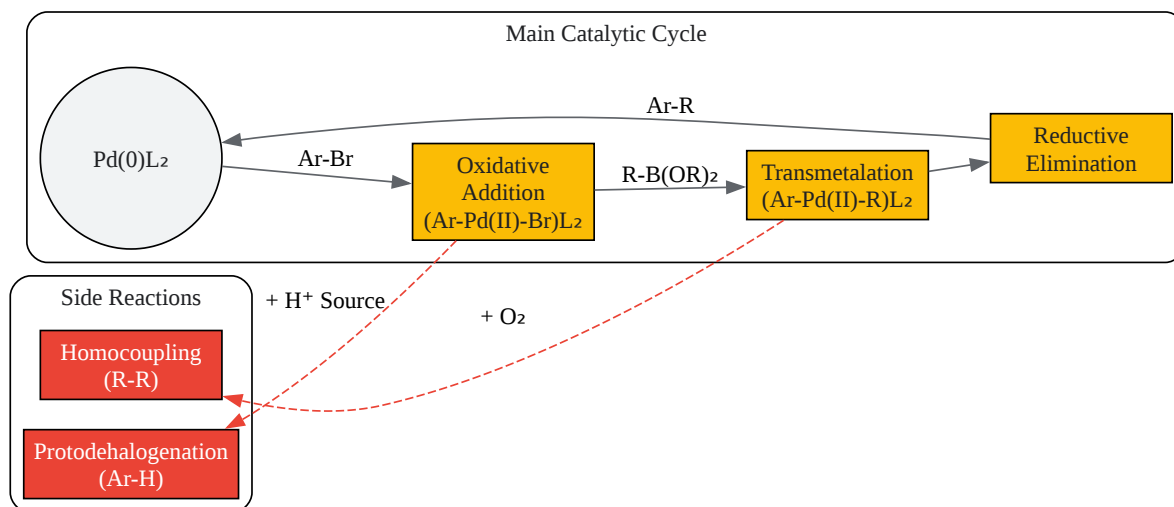 Main Catalytic Cycle
Ar-R
Pd(0)L₂
Ar-Br
Oxidative
Addition
(Ar-Pd(II)-Br)L₂
R-B(OR)₂
Transmetalation
(Ar-Pd(II)-R)L₂
Reductive
Elimination
Side Reactions
+ H⁺ Source
+ O₂
Homocoupling
(R-R)
Protodehalogenation
(Ar-H)